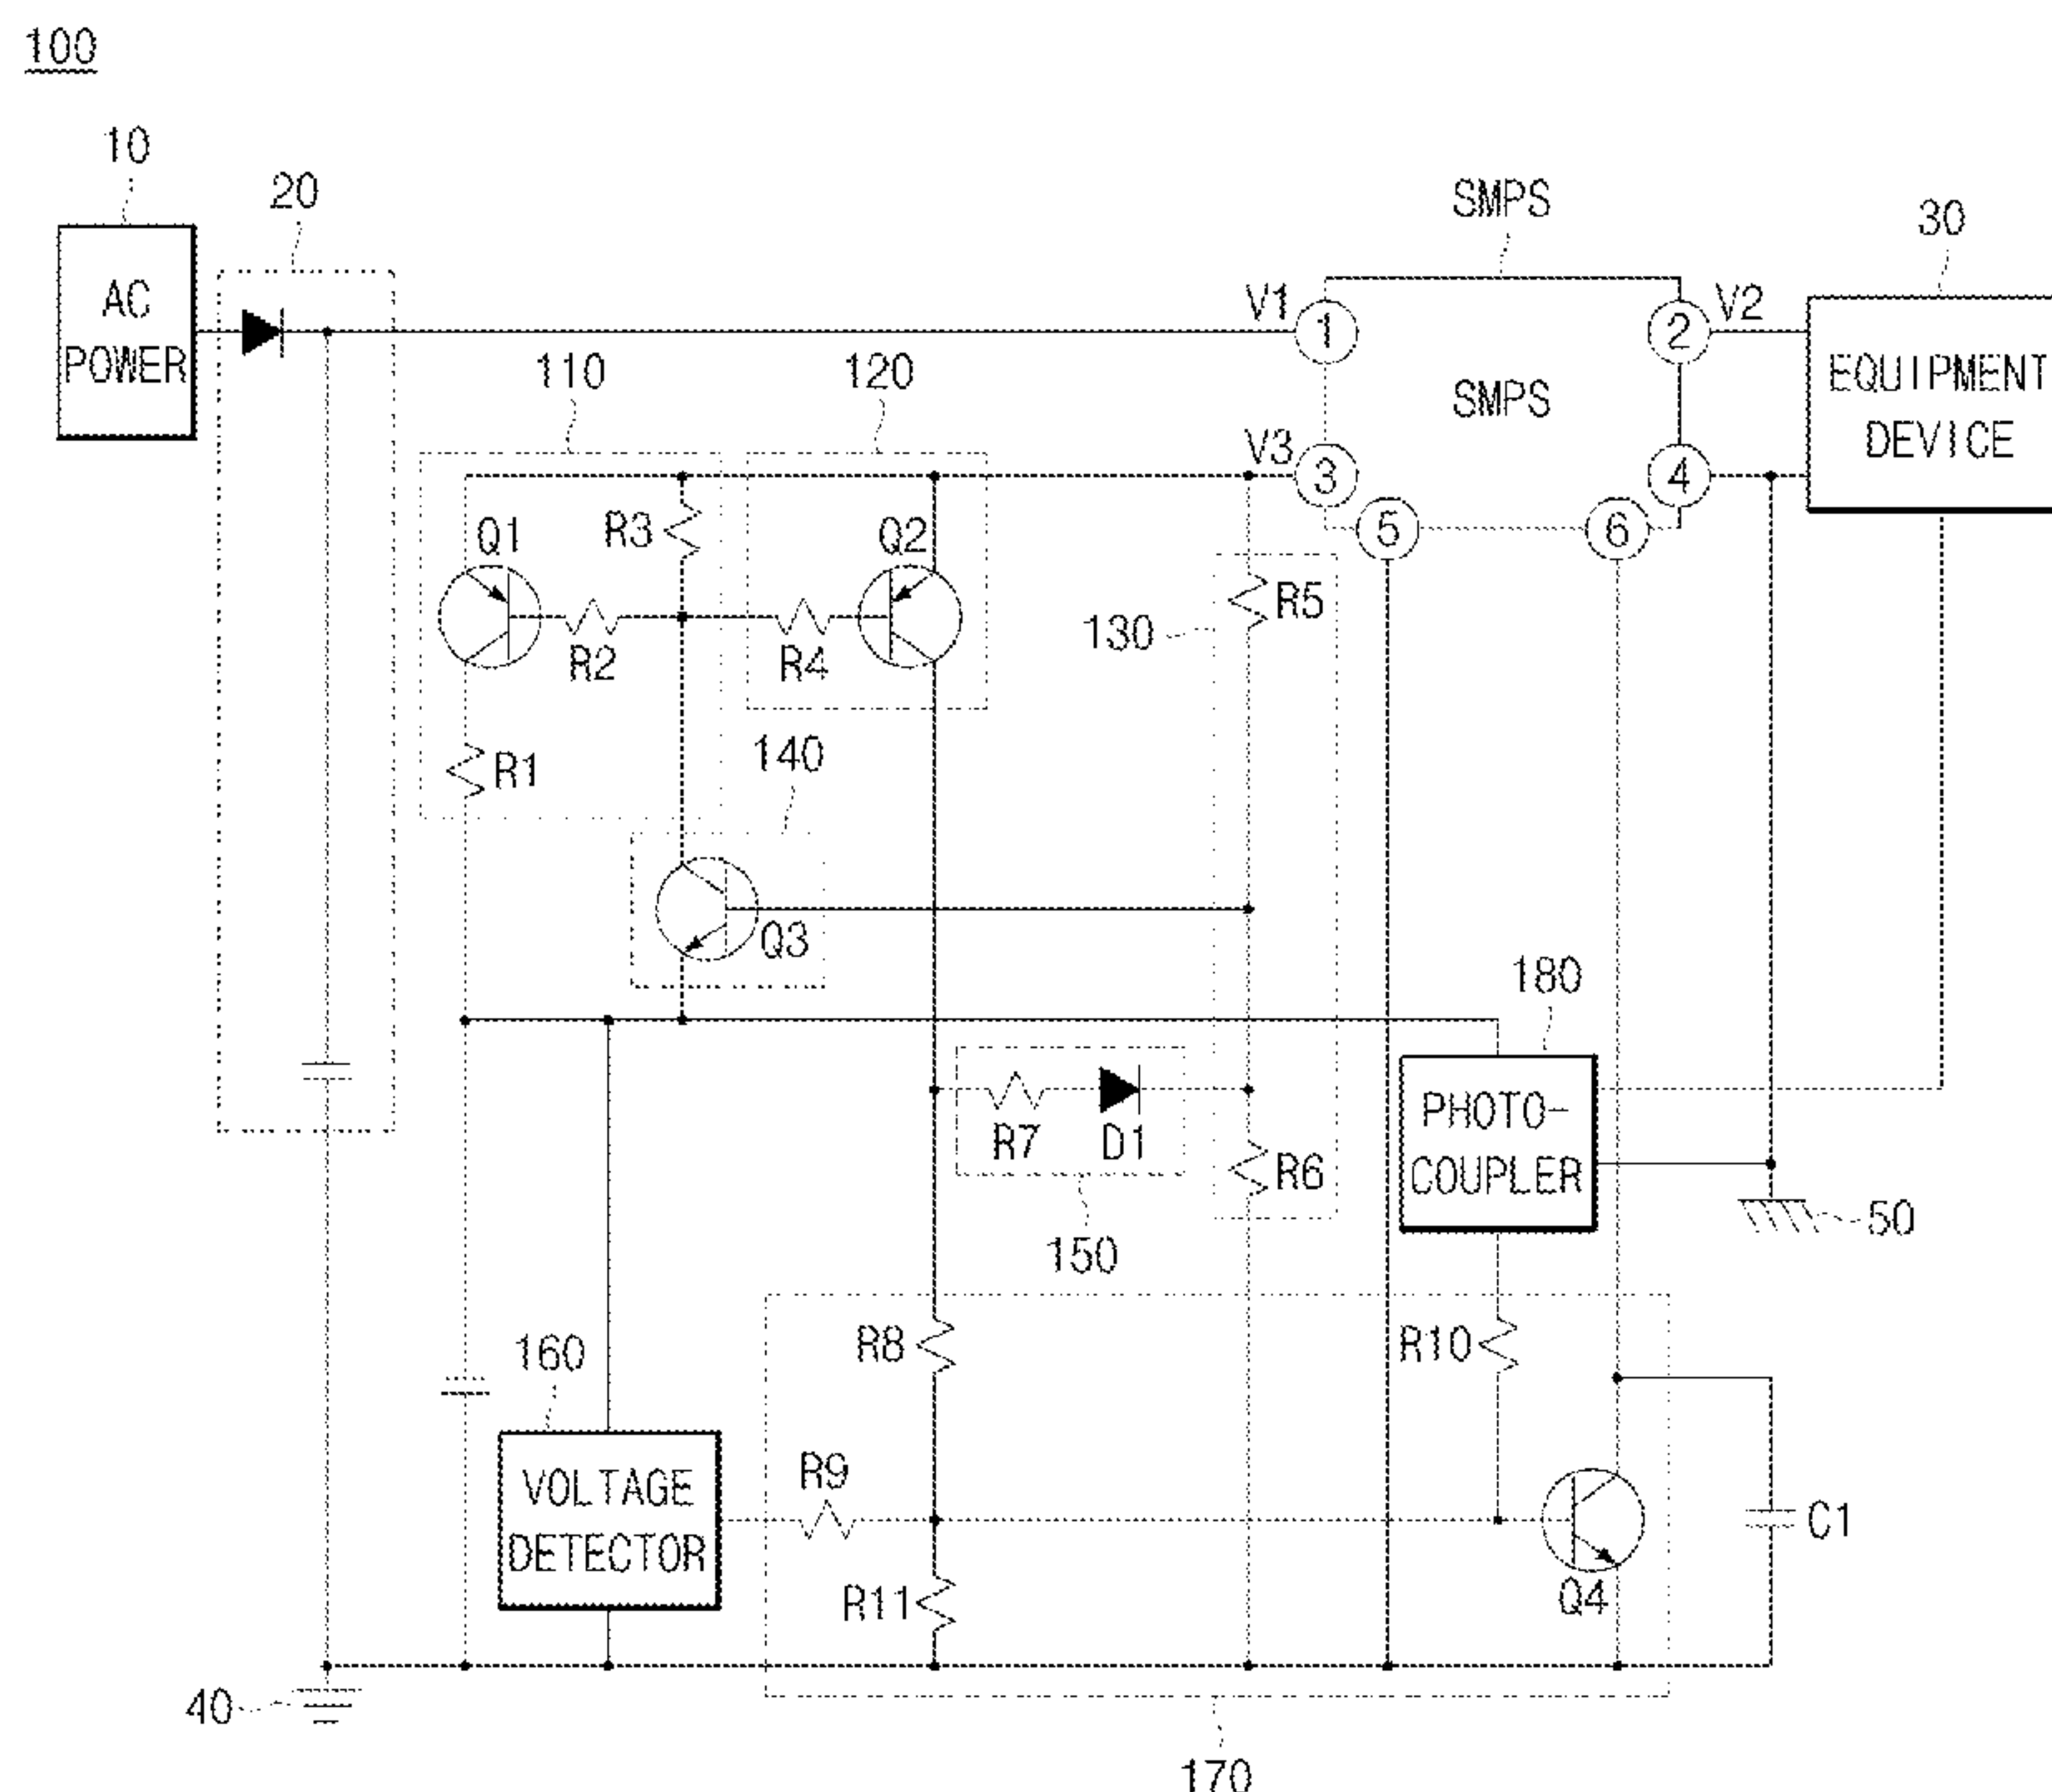 100
10
20
SMPS
30
AC
POWER
V1
1
2
V2
EQUIPMENT
DEVICE
110
120
SMPS
V3
3
4
5
6
Q1
R3
Q2
R5
130
R2
R4
R1
140
Q3
180
PHOTO-
COUPLER
R7
D1
R6
50
150
160
R8
R10
VOLTAGE
DETECTOR
R9
C1
R11
Q4
40
170